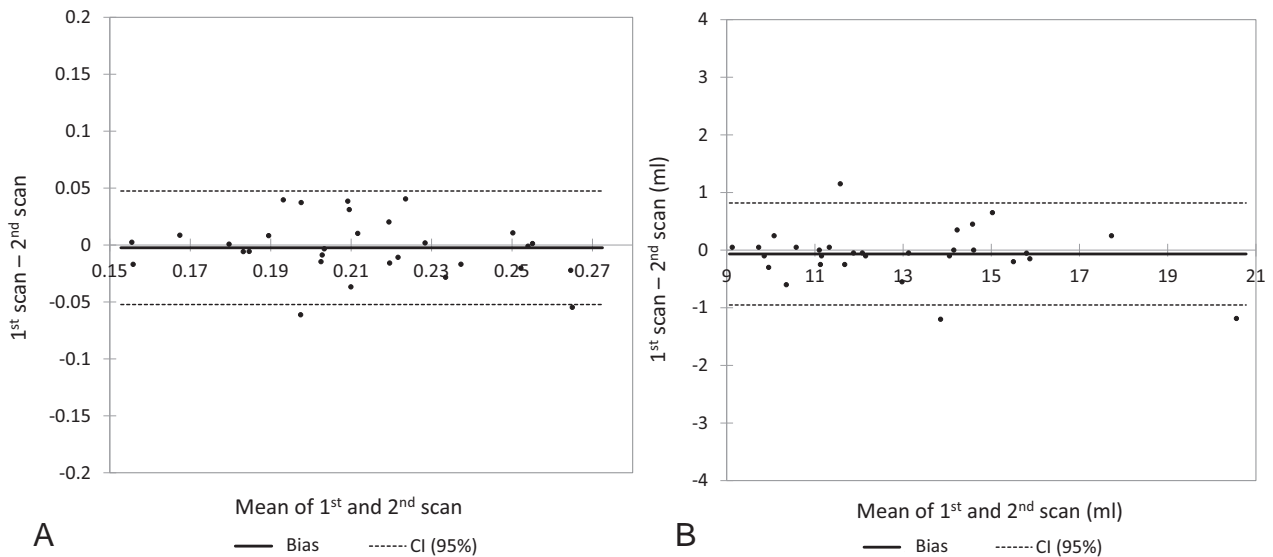 0.2
0.15
0.1
0.05
0
-0.05
-0.1
-0.15
-0.2
0.15 0.17 0.19 0.21 0.23 0.25 0.27
1st scan – 2nd scan
Mean of 1st and 2nd scan
A
Bias CI (95%)
4
3
2
1
0
-1
-2
-3
-4
9 11 13 15 17 19 21
1st scan – 2nd scan (ml)
Mean of 1st and 2nd scan (ml)
B
Bias CI (95%)